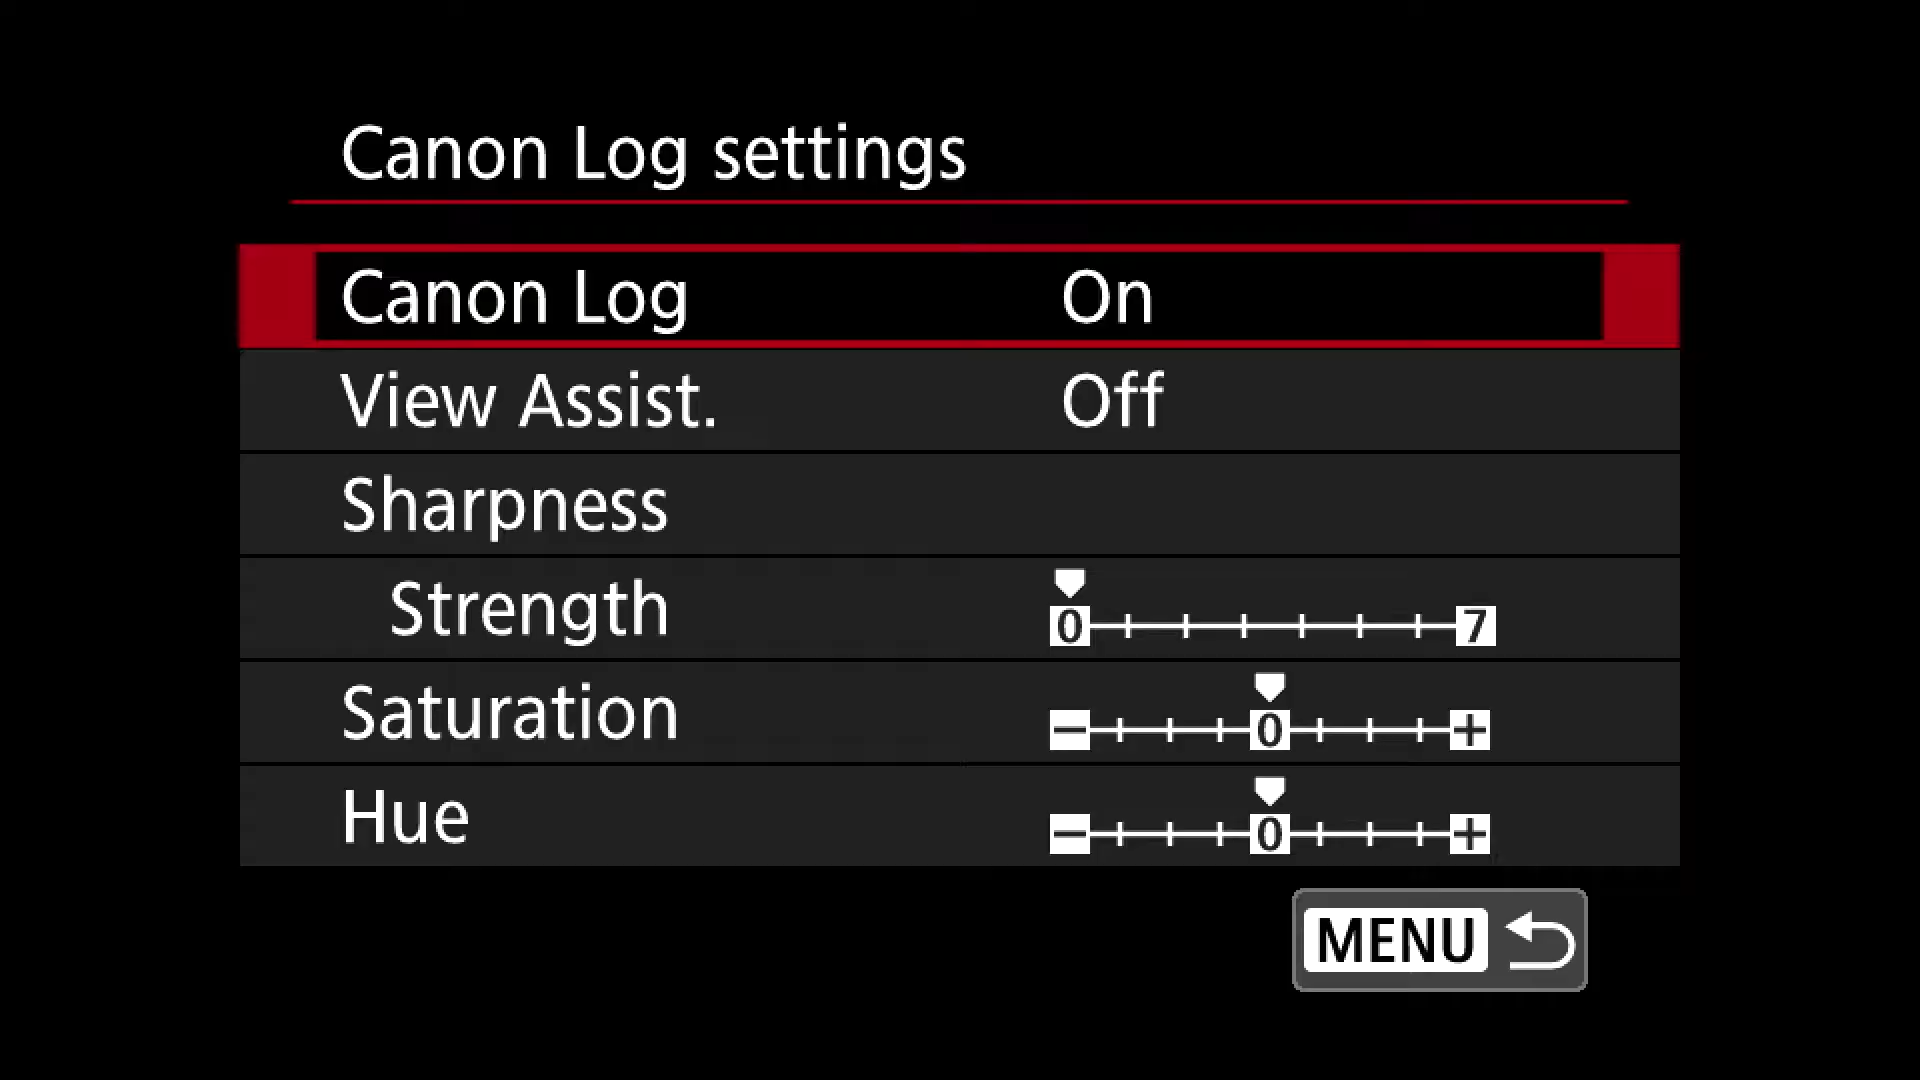 Canon Log settings
Canon Log On
View Assist. Off
Sharpness
Strength 0 7
Saturation − 0 +
Hue − 0 +
MENU